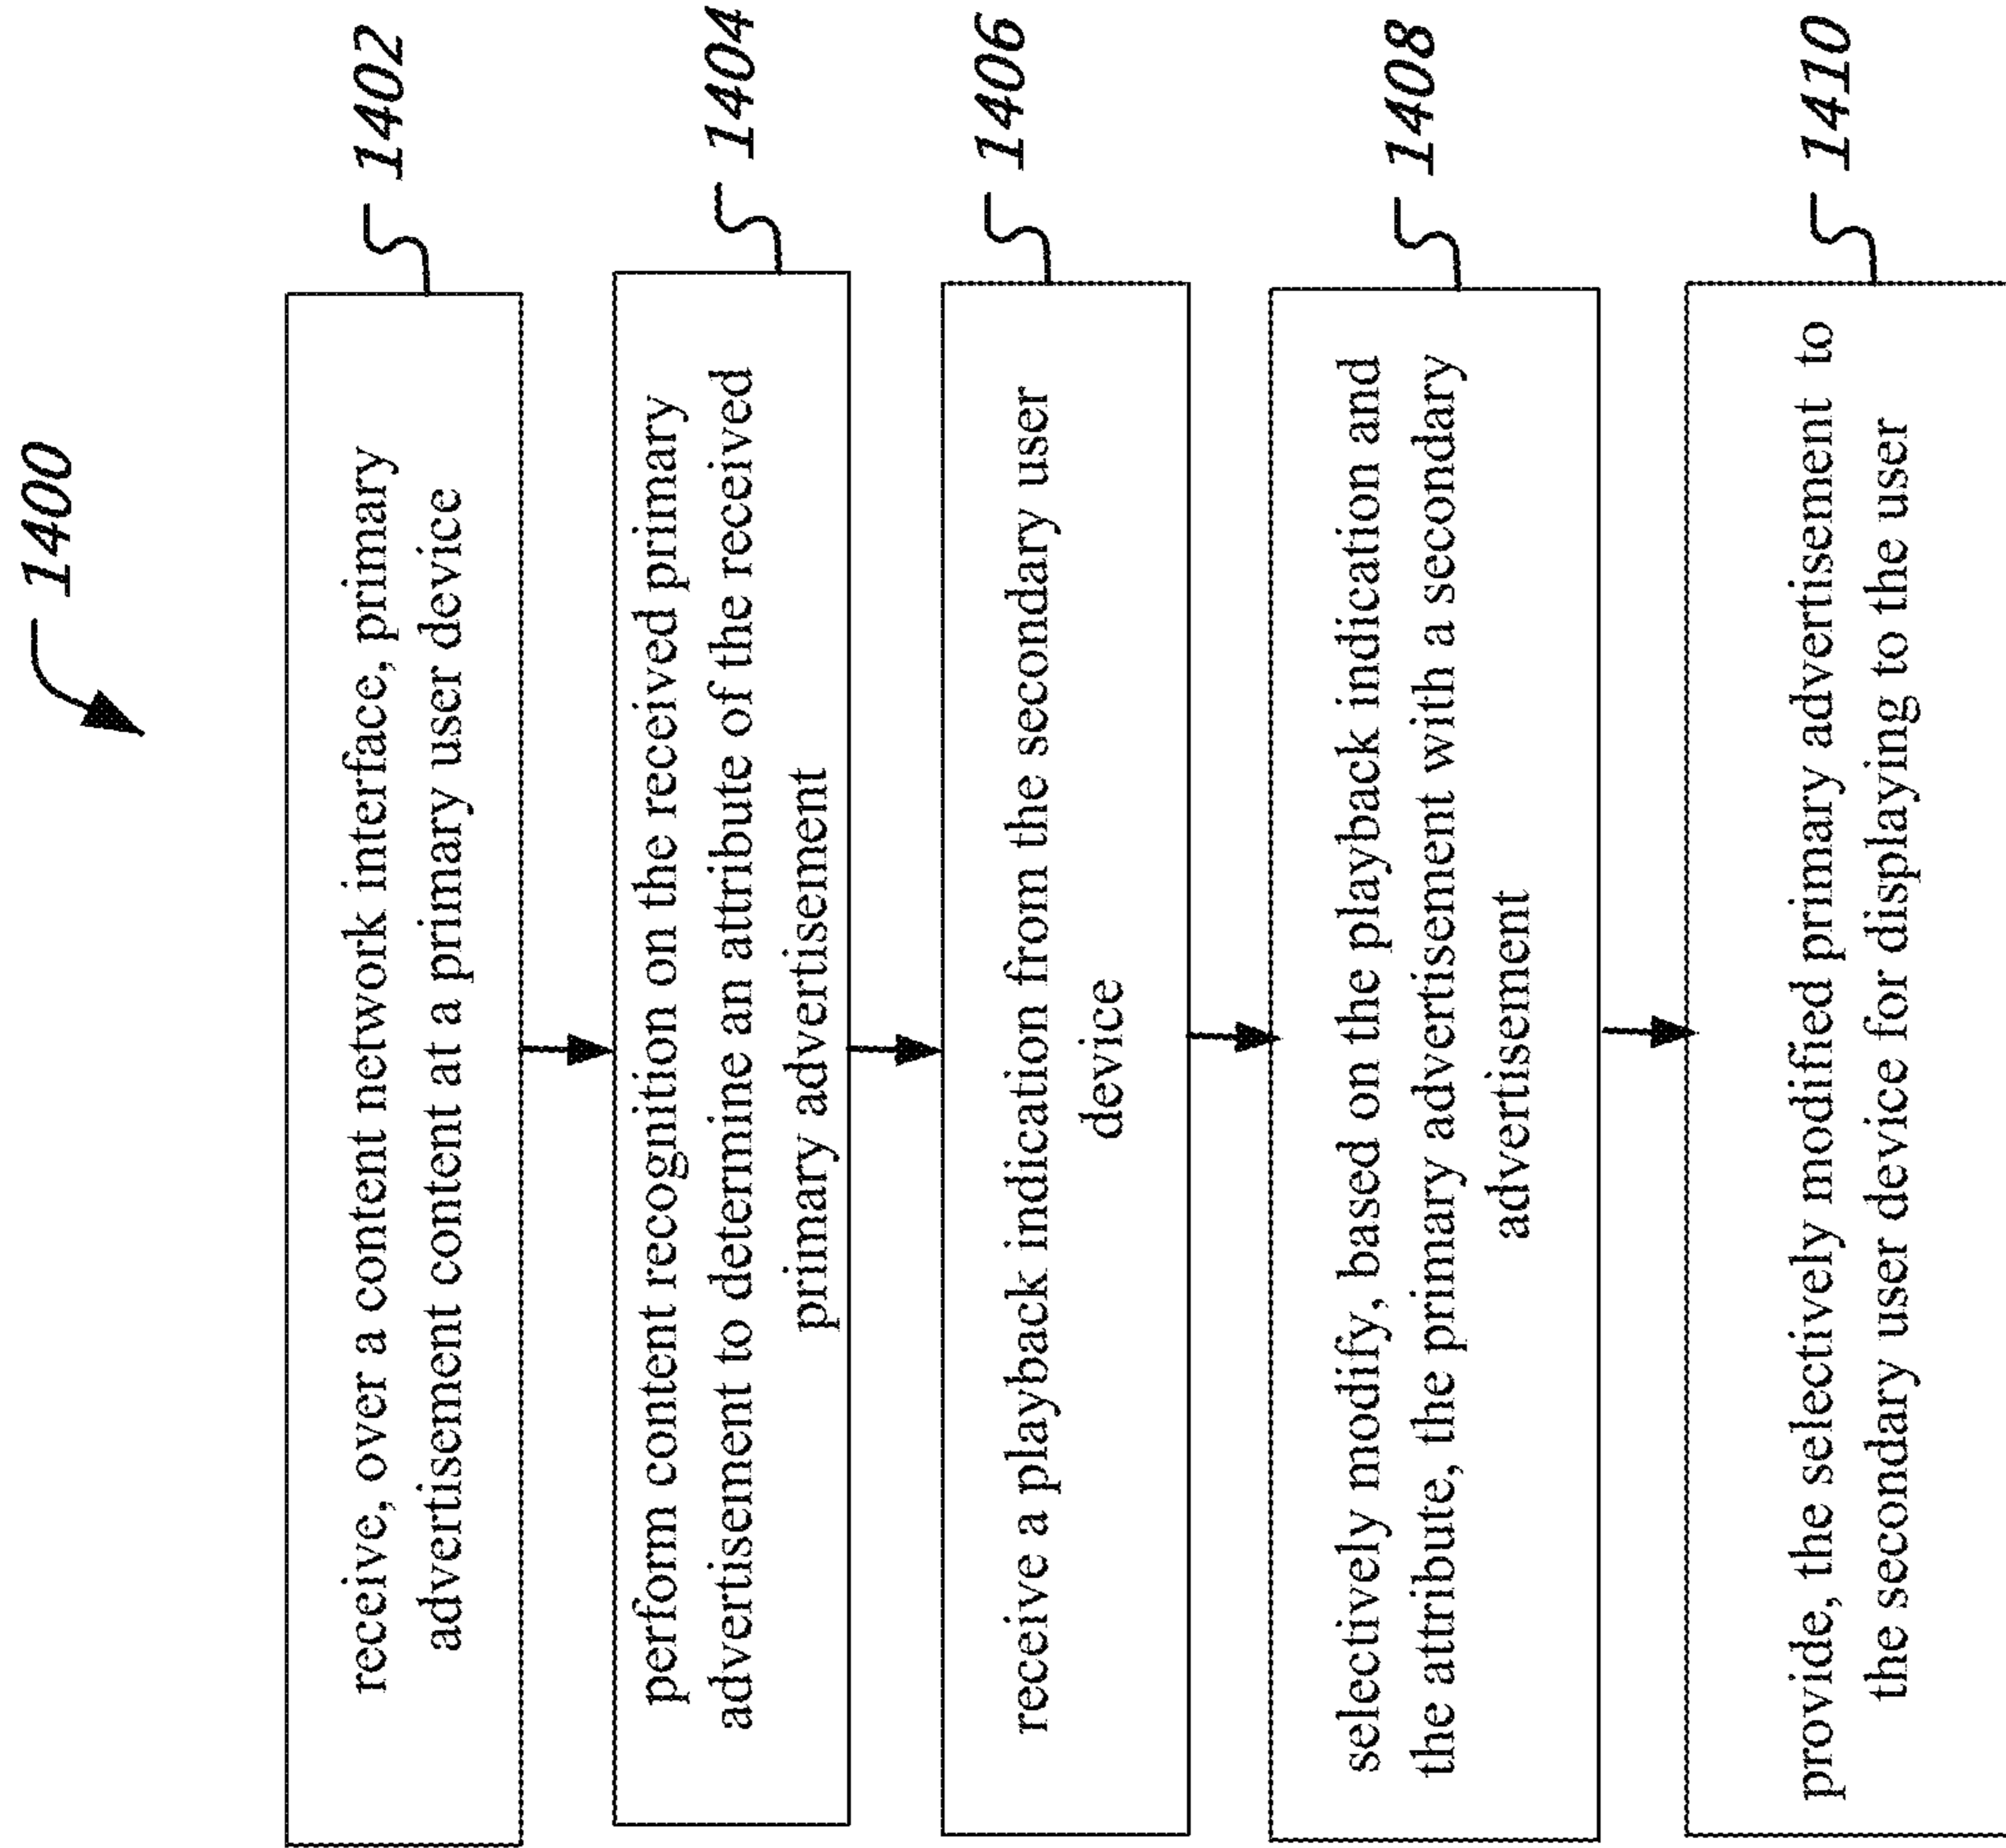 1400
receive, over a content network interface, primary
advertisement content at a primary user device
1402
perform content recognition on the received primary
advertisement to determine an attribute of the received
primary advertisement
1404
receive a playback indication from the secondary user
device
1406
selectively modify, based on the playback indication and
the attribute, the primary advertisement with a secondary
advertisement
1408
provide, the selectively modified primary advertisement to
the secondary user device for displaying to the user
1410